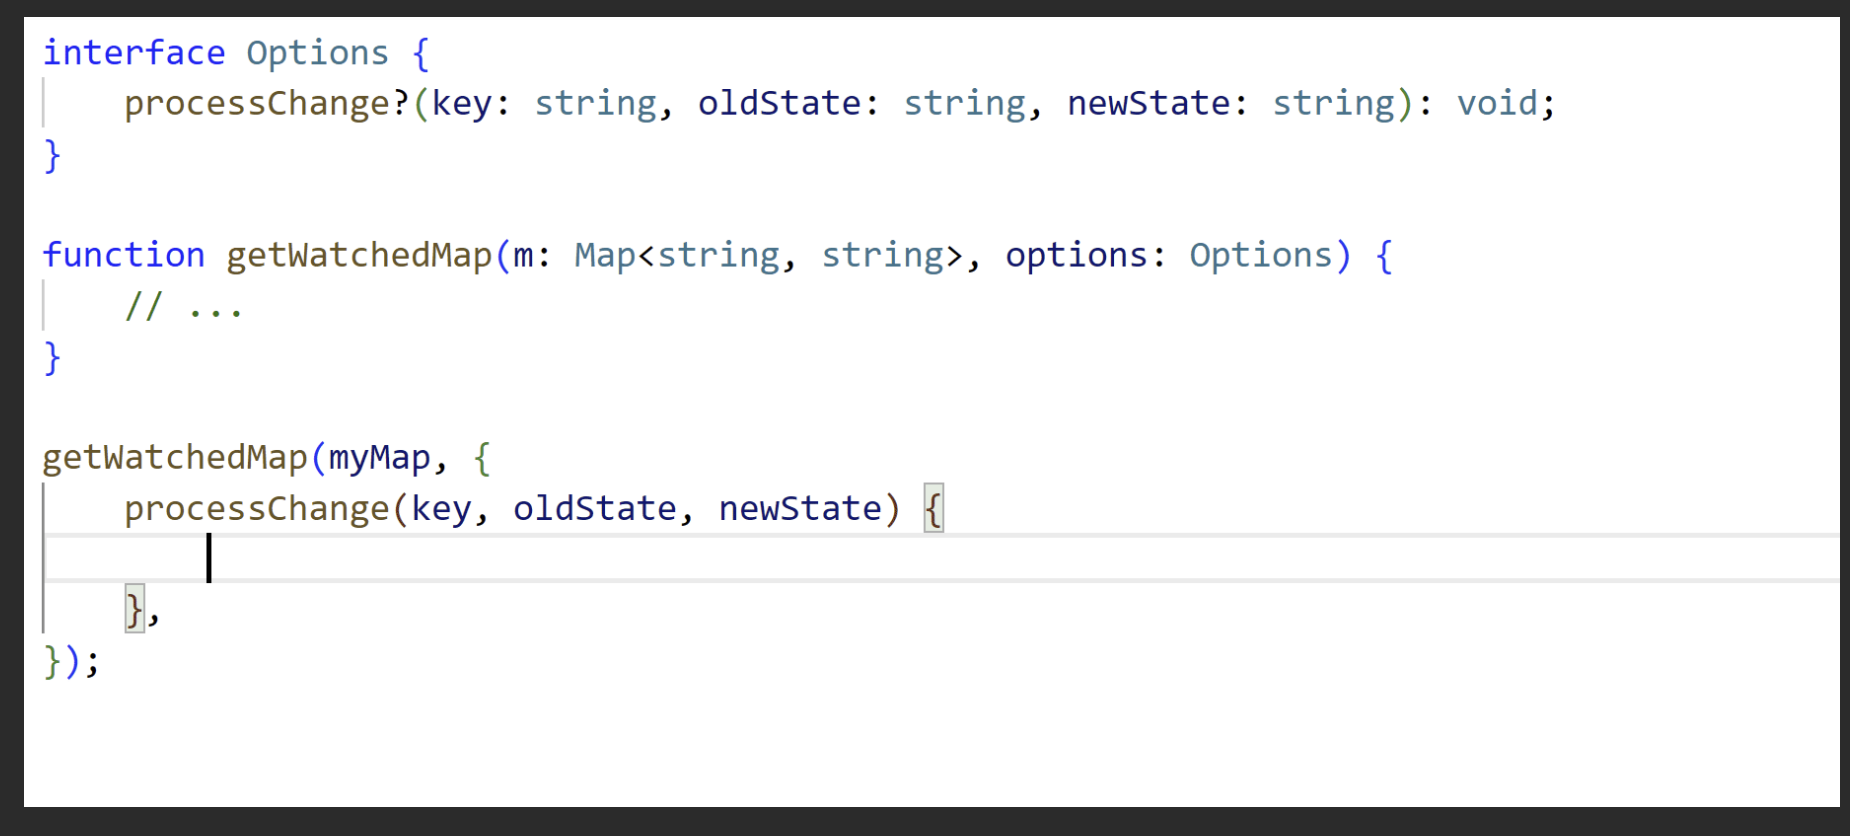 interface Options {
    processChange?(key: string, oldState: string, newState: string): void;
}
function getWatchedMap(m: Map<string, string>, options: Options) {
    // ...
}
getWatchedMap(myMap, {
    processChange(key, oldState, newState) {
    },
});